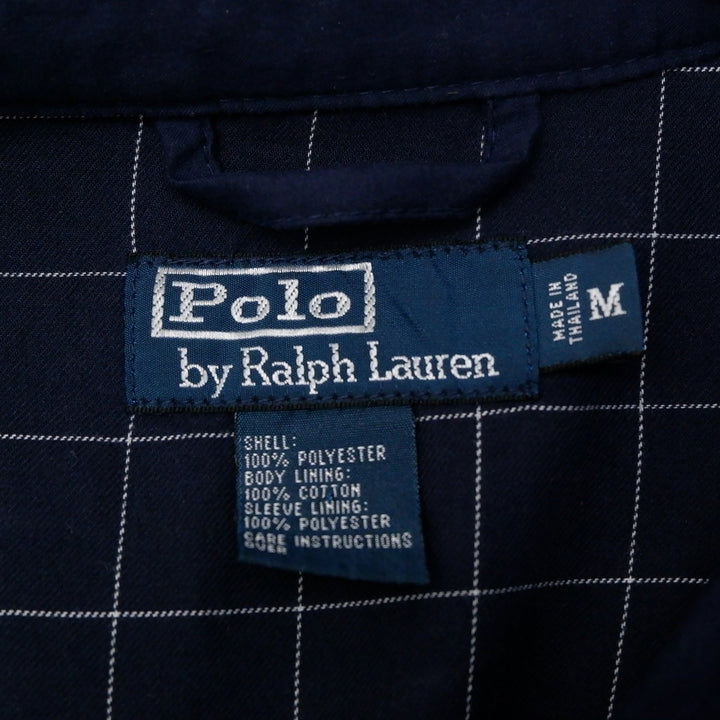 Polo
by Ralph Lauren
MADE IN
THAILAND
M
SHELL:
100% POLYESTER
BODY LINING:
100% COTTON
SLEEVE LINING:
100% POLYESTER
CARE INSTRUCTIONS